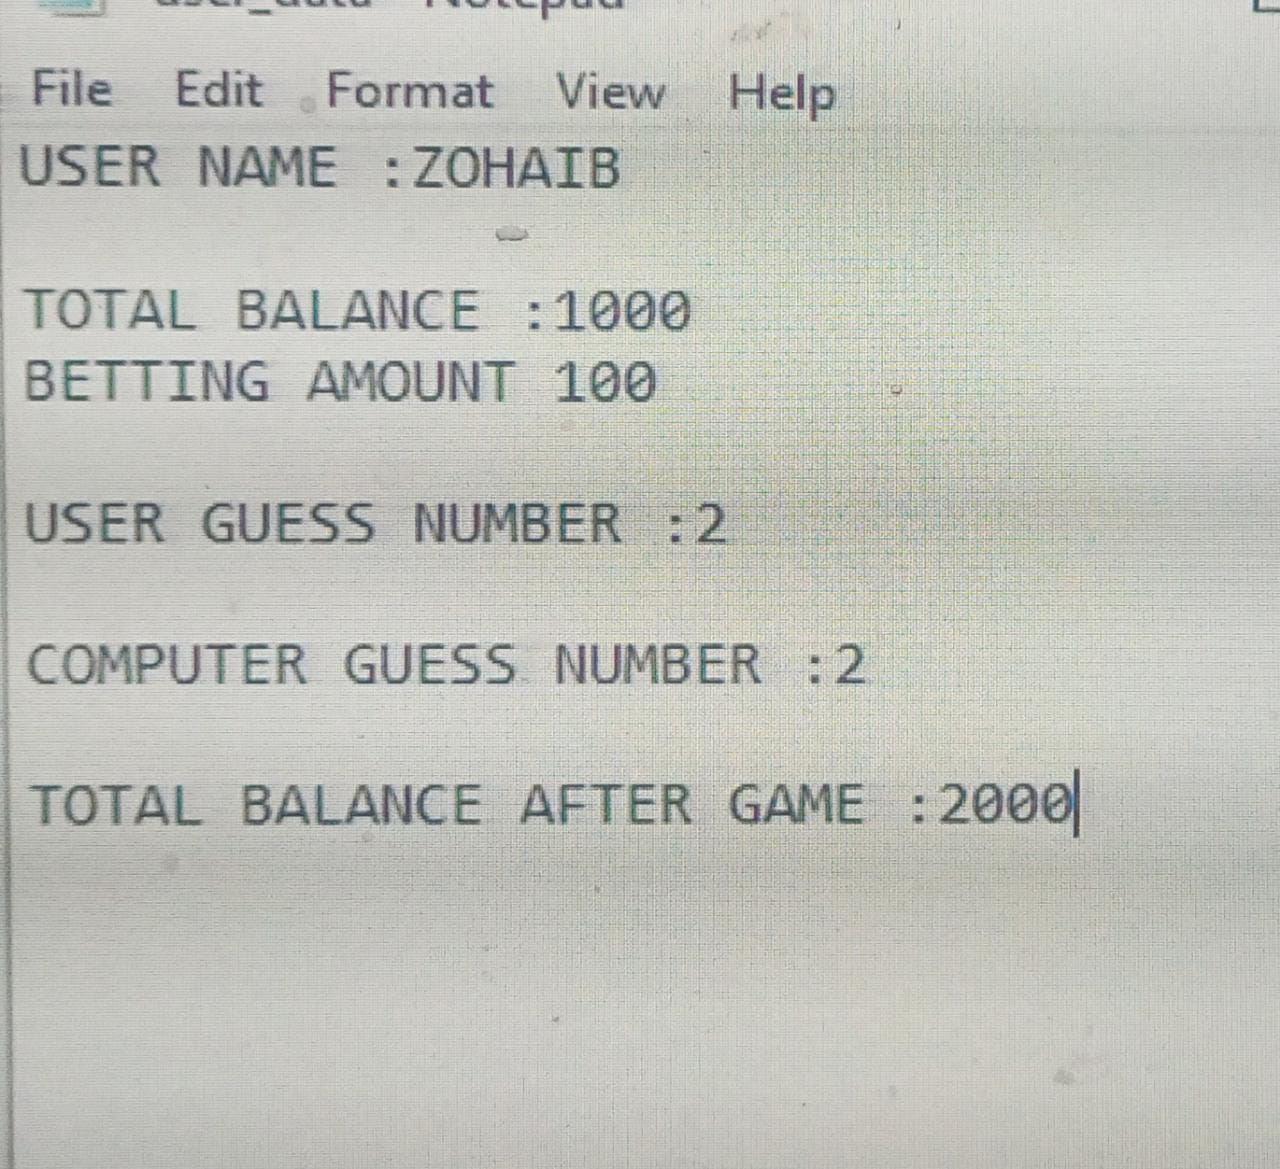 File Edit Format View Help
USER NAME :ZOHAIB
TOTAL BALANCE :1000
BETTING AMOUNT 100
USER GUESS NUMBER :2
COMPUTER GUESS NUMBER :2
TOTAL BALANCE AFTER GAME :2000